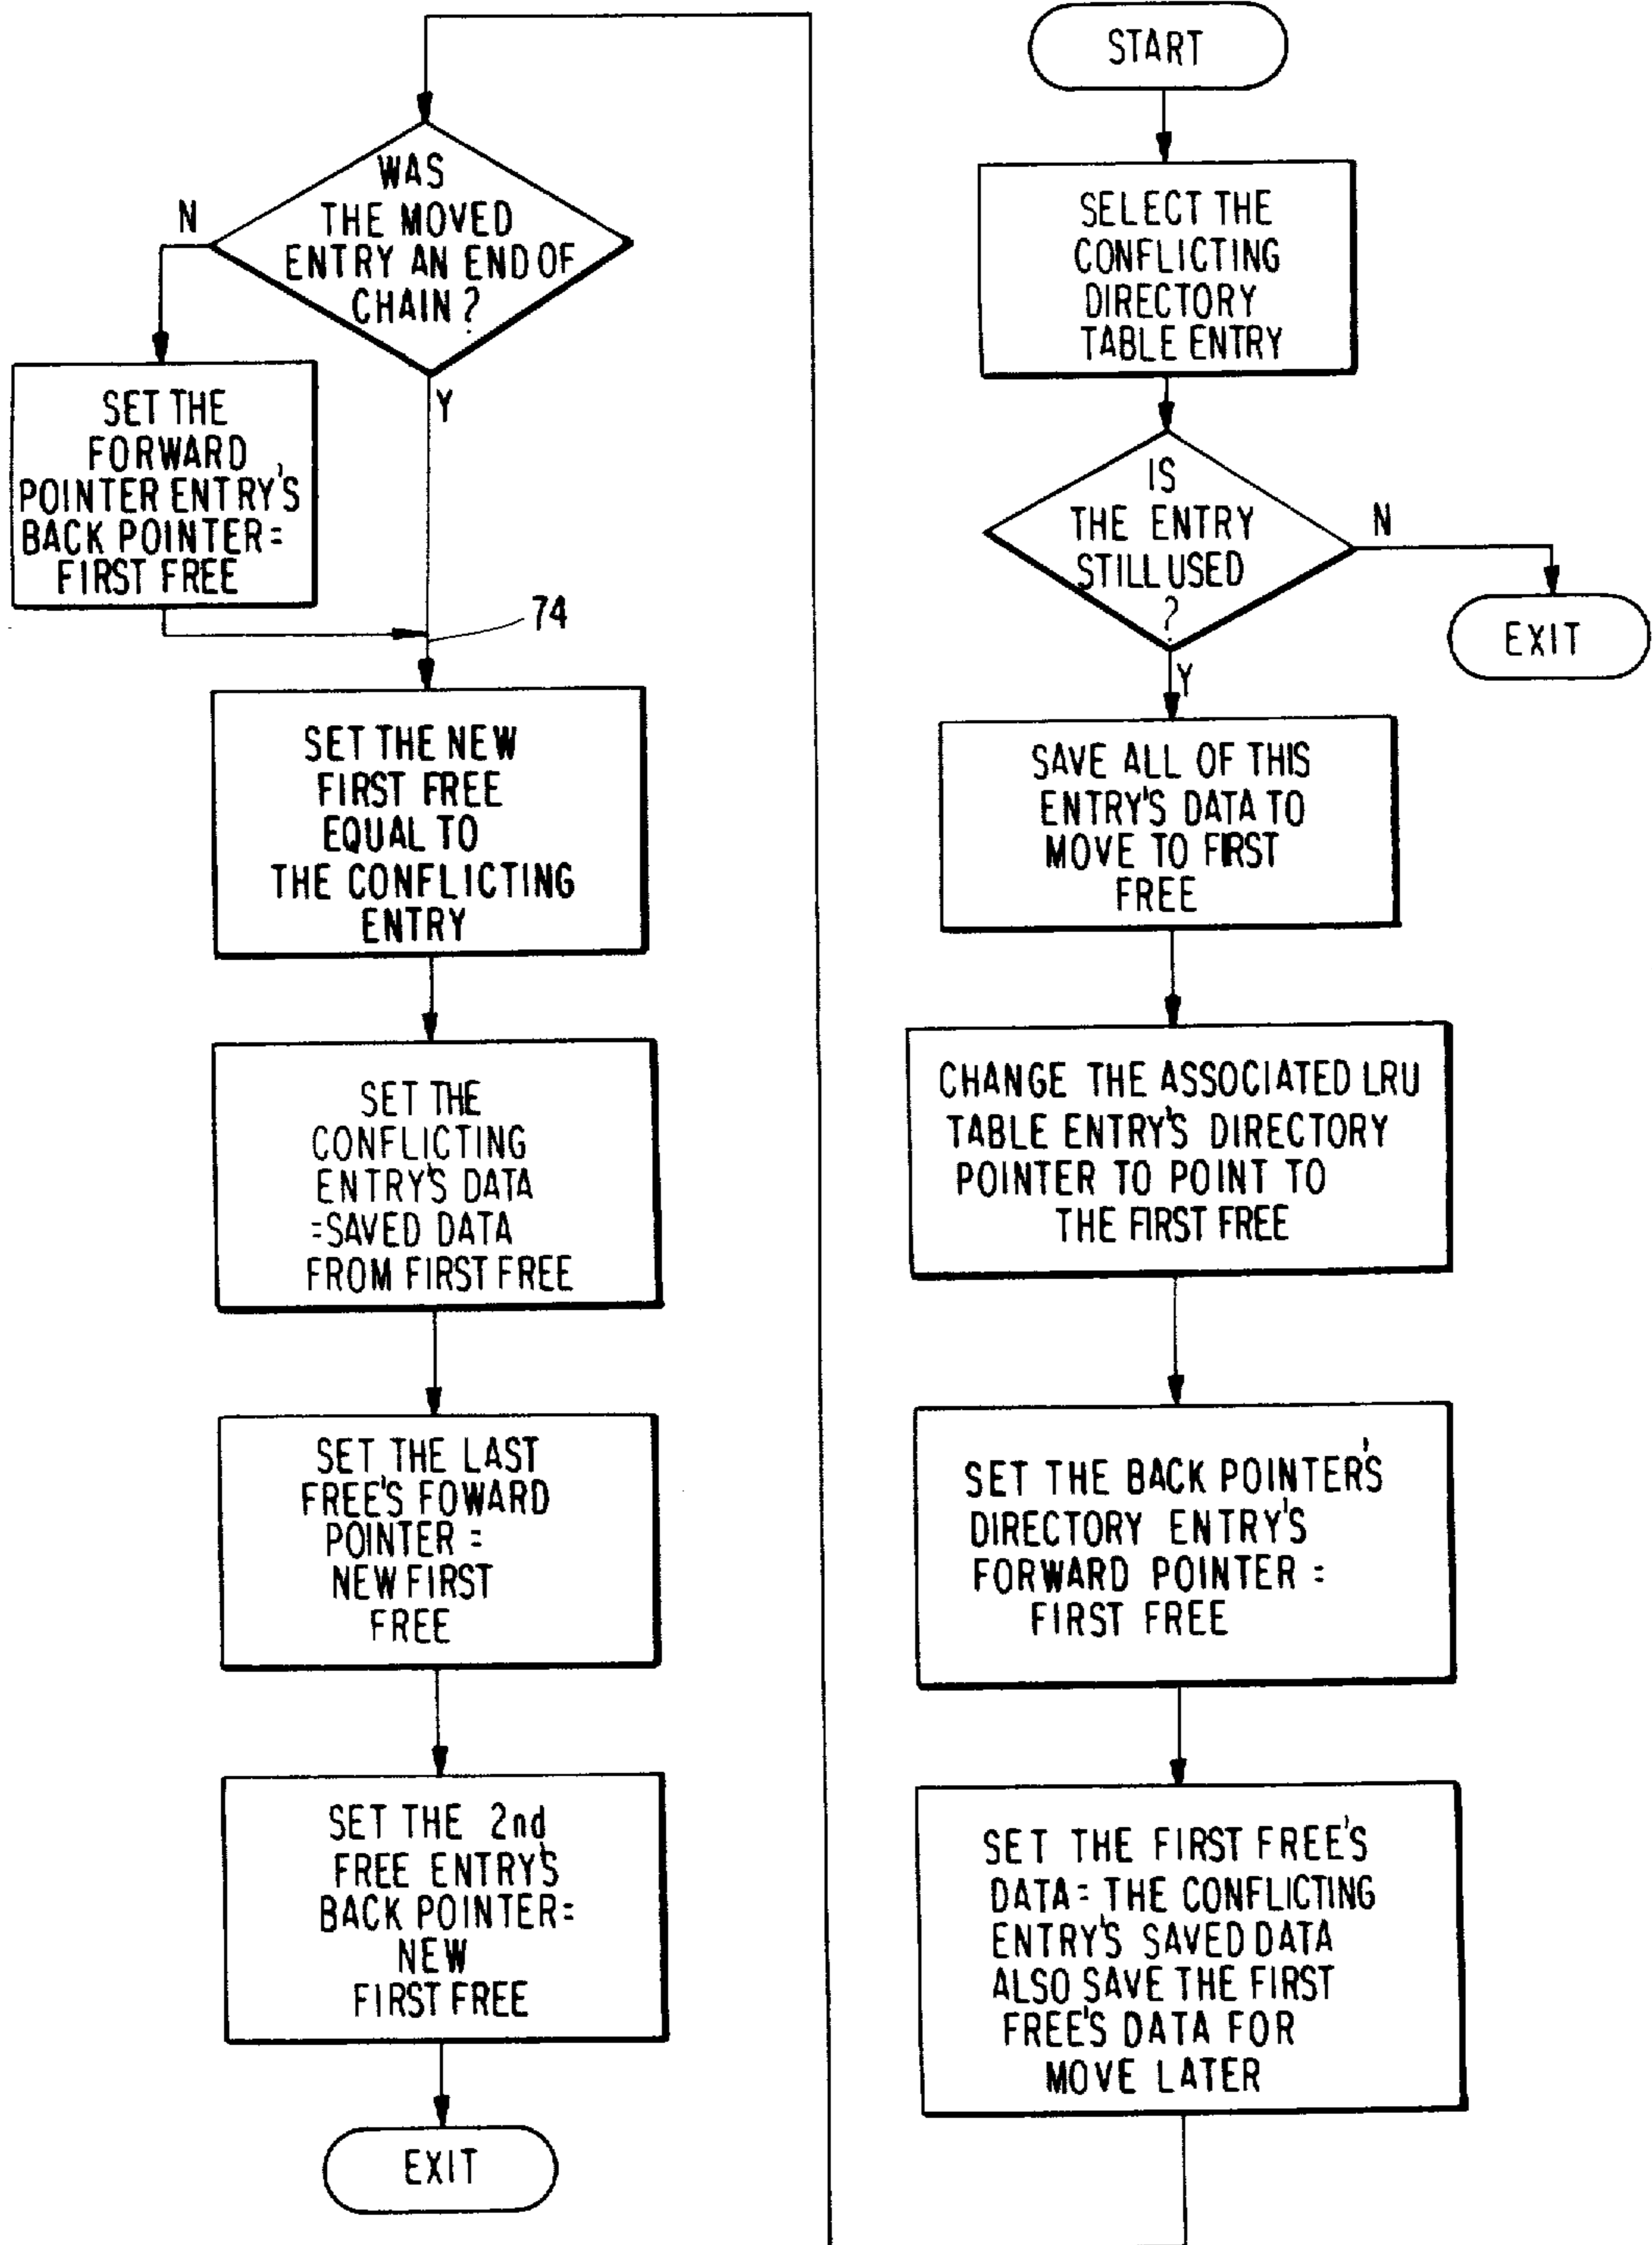 START
SELECT THE
CONFLICTING
DIRECTORY
TABLE ENTRY
IS
THE ENTRY
STILL USED
?
N
EXIT
Y
SAVE ALL OF THIS
ENTRY'S DATA TO
MOVE TO FIRST
FREE
CHANGE THE ASSOCIATED LRU
TABLE ENTRY'S DIRECTORY
POINTER TO POINT TO
THE FIRST FREE
SET THE BACK POINTER'S
DIRECTORY ENTRY'S
FORWARD POINTER =
FIRST FREE
SET THE FIRST FREE'S
DATA= THE CONFLICTING
ENTRY'S SAVED DATA
ALSO SAVE THE FIRST
FREE'S DATA FOR
MOVE LATER
WAS
THE MOVED
ENTRY AN END OF
CHAIN?
N
Y
SET THE
FORWARD
POINTER ENTRY'S
BACK POINTER=
FIRST FREE
74
SET THE NEW
FIRST FREE
EQUAL TO
THE CONFLICTING
ENTRY
SET THE
CONFLICTING
ENTRY'S DATA
=SAVED DATA
FROM FIRST FREE
SET THE LAST
FREE'S FOWARD
POINTER =
NEW FIRST
FREE
SET THE 2nd
FREE ENTRY'S
BACK POINTER=
NEW
FIRST FREE
EXIT